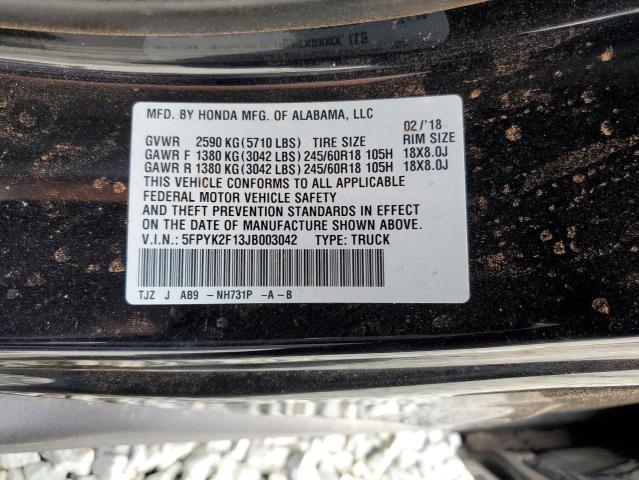 MFD. BY HONDA MFG. OF ALABAMA, LLC
02/'18
GVWR 2590 KG(5710 LBS) TIRE SIZE RIM SIZE
GAWR F 1380 KG(3042 LBS) 245/60R18 105H 18X8.0J
GAWR R 1380 KG(3042 LBS) 245/60R18 105H 18X8.0J
THIS VEHICLE CONFORMS TO ALL APPLICABLE
FEDERAL MOTOR VEHICLE SAFETY
AND THEFT PREVENTION STANDARDS IN EFFECT
ON THE DATE OF MANUFACTURE SHOWN ABOVE.
V.I.N.: 5FPYK2F13JB003042 TYPE: TRUCK
TJZ J AB9 -NH731P -A-B